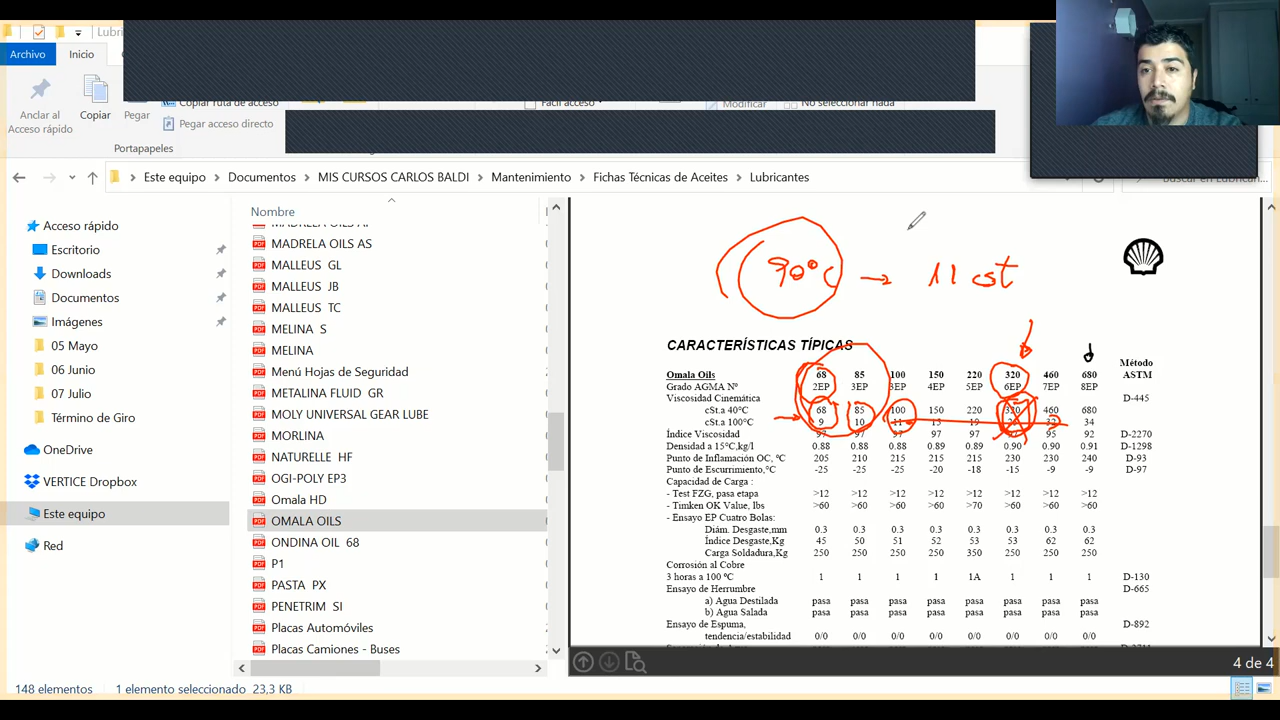 Lubri
Archivo
Inicio
Copiar ruta de acceso
Fácil acceso
Modificar
No seleccionar nada
Anclar al
Acceso rápido
Copiar
Pegar
Pegar acceso directo
Portapapeles
Este equipo > Documentos > MIS CURSOS CARLOS BALDI > Mantenimiento > Fichas Técnicas de Aceites > Lubricantes
Buscar en Lubrican...
Acceso rápido
Escritorio
Downloads
Documentos
Imágenes
05 Mayo
06 Junio
07 Julio
Término de Giro
OneDrive
VERTICE Dropbox
Este equipo
Red
Nombre
MADRELA OILS AS
MALLEUS GL
MALLEUS JB
MALLEUS TC
MELINA S
MELINA
Menú Hojas de Seguridad
METALINA FLUID GR
MOLY UNIVERSAL GEAR LUBE
MORLINA
NATURELLE HF
OGI-POLY EP3
Omala HD
OMALA OILS
ONDINA OIL 68
P1
PASTA PX
PENETRIM SI
Placas Automóviles
Placas Camiones - Buses
90°C → 11 cst
CARACTERÍSTICAS TÍPICAS
Método
Omala Oils 68 85 100 150 220 320 460 680 ASTM
Grado AGMA Nº 2EP 3EP 3EP 4EP 5EP 6EP 7EP 8EP
Viscosidad Cinemática D-445
cSt.a 40°C 68 85 100 150 220 320 460 680
cSt.a 100°C 9 10 11 13 19 34
Índice Viscosidad 97 97 97 97 97 95 92 D-2270
Densidad a 15°C,kg/l 0.88 0.88 0.88 0.89 0.89 0.90 0.90 0.91 D-1298
Punto de Inflamación OC, ºC 205 210 215 215 215 230 230 240 D-93
Punto de Escurrimiento,°C -25 -25 -25 -20 -18 -15 -9 -9 D-97
Capacidad de Carga :
- Test FZG, pasa etapa >12 >12 >12 >12 >12 >12 >12 >12
- Timken OK Value, lbs >60 >60 >60 >60 >70 >60 >60 >60
- Ensayo EP Cuatro Bolas:
Diám. Desgaste,mm 0.3 0.3 0.3 0.3 0.3 0.3 0.3 0.3
Índice Desgaste,Kg 45 50 51 52 53 53 62 62
Carga Soldadura,Kg 250 250 250 250 350 250 250 250
Corrosión al Cobre
3 horas a 100 ºC 1 1 1 1 1A 1 1 1 D-130
Ensayo de Herrumbre D-665
a) Agua Destilada pasa pasa pasa pasa pasa pasa pasa pasa
b) Agua Salada pasa pasa pasa pasa pasa pasa pasa pasa
Ensayo de Espuma, D-892
tendencia/estabilidad 0/0 0/0 0/0 0/0 0/0 0/0 0/0 0/0
4 de 4
148 elementos
1 elemento seleccionado 23,3 KB